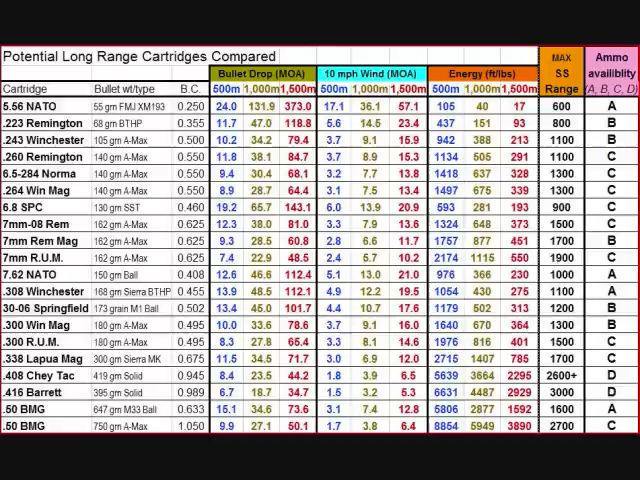 Potential Long Range Cartridges Compared MAX Ammo
Bullet Drop (MOA) 10 mph Wind (MOA) Energy (ft/lbs) SS availiblity
Cartridge Bullet wt/type B.C. 500m 1,000m 1,500m 500m 1,000m 1,500m 500m 1,000m 1,500m Range (A, B, C, D)
5.56 NATO 55 gm FMJ XM193 0.250 24.0 131.9 373.0 17.1 36.1 57.1 105 40 17 600 A
.223 Remington 68 grm BTHP 0.355 11.7 47.0 118.8 5.6 14.5 23.4 437 151 93 800 B
.243 Winchester 105 grm A-Max 0.550 10.2 34.2 79.4 3.7 9.1 15.9 942 388 213 1100 B
.260 Remington 140 gm A-Max 0.550 11.8 38.1 84.7 3.7 8.9 15.3 1134 505 291 1100 C
6.5-284 Norma 140 gm A-Max 0.550 9.4 30.4 68.1 3.2 7.7 13.8 1418 637 328 1300 C
.264 Win Mag 140 gm A-Max 0.550 8.9 28.7 64.4 3.1 7.5 13.4 1497 675 339 1300 C
6.8 SPC 130 gm SST 0.460 19.2 65.7 143.1 6.0 13.9 20.9 593 281 193 900 C
7mm-08 Rem 162 gm A-Max 0.625 12.3 38.0 81.0 3.3 7.9 13.6 1324 648 373 1500 C
7mm Rem Mag 162 gm A-Max 0.625 9.3 28.5 60.8 2.8 6.6 11.7 1757 877 451 1700 B
7mm R.U.M. 162 gm A-Max 0.625 7.4 22.9 48.5 2.4 5.7 10.2 2174 1115 550 1900 C
7.62 NATO 150 gm Ball 0.408 12.6 46.6 112.4 5.1 13.0 21.0 976 366 230 1000 A
.308 Winchester 168 gm Sierra BTHP 0.455 13.9 48.5 112.1 4.9 12.2 19.5 1054 430 275 1100 A
30-06 Springfield 173 grain M1 Ball 0.502 13.4 45.0 101.7 4.3 10.7 17.6 1179 502 313 1200 B
.300 Win Mag 180 gm A-Max 0.495 10.0 33.6 78.6 3.7 9.1 16.0 1640 670 364 1300 B
.300 R.U.M. 180 gm A-Max 0.495 8.3 27.8 65.4 3.3 8.1 14.6 1976 816 401 1500 C
.338 Lapua Mag 300 gm Sierra MK 0.675 11.5 34.5 71.7 3.0 6.9 12.0 2715 1407 785 1700 C
.408 Chey Tac 419 gm Solid 0.945 8.4 23.5 44.2 1.8 3.9 6.5 5639 3664 2295 2600+ D
.416 Barrett 395 gm Solid 0.989 6.7 18.7 34.7 1.5 3.2 5.3 6631 4487 2929 3000 D
.50 BMG 647 gm M33 Ball 0.633 15.1 34.6 73.6 3.1 7.4 12.8 5806 2877 1592 1600 A
.50 BMG 750 gm A-Max 1.050 9.9 27.1 50.1 1.7 3.8 6.4 8854 5949 3890 2700 C